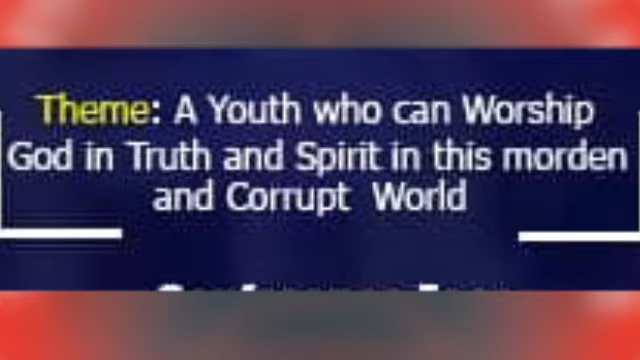 Theme: A Youth who can Worship
God in Truth and Spirit in this morden
and Corrupt World